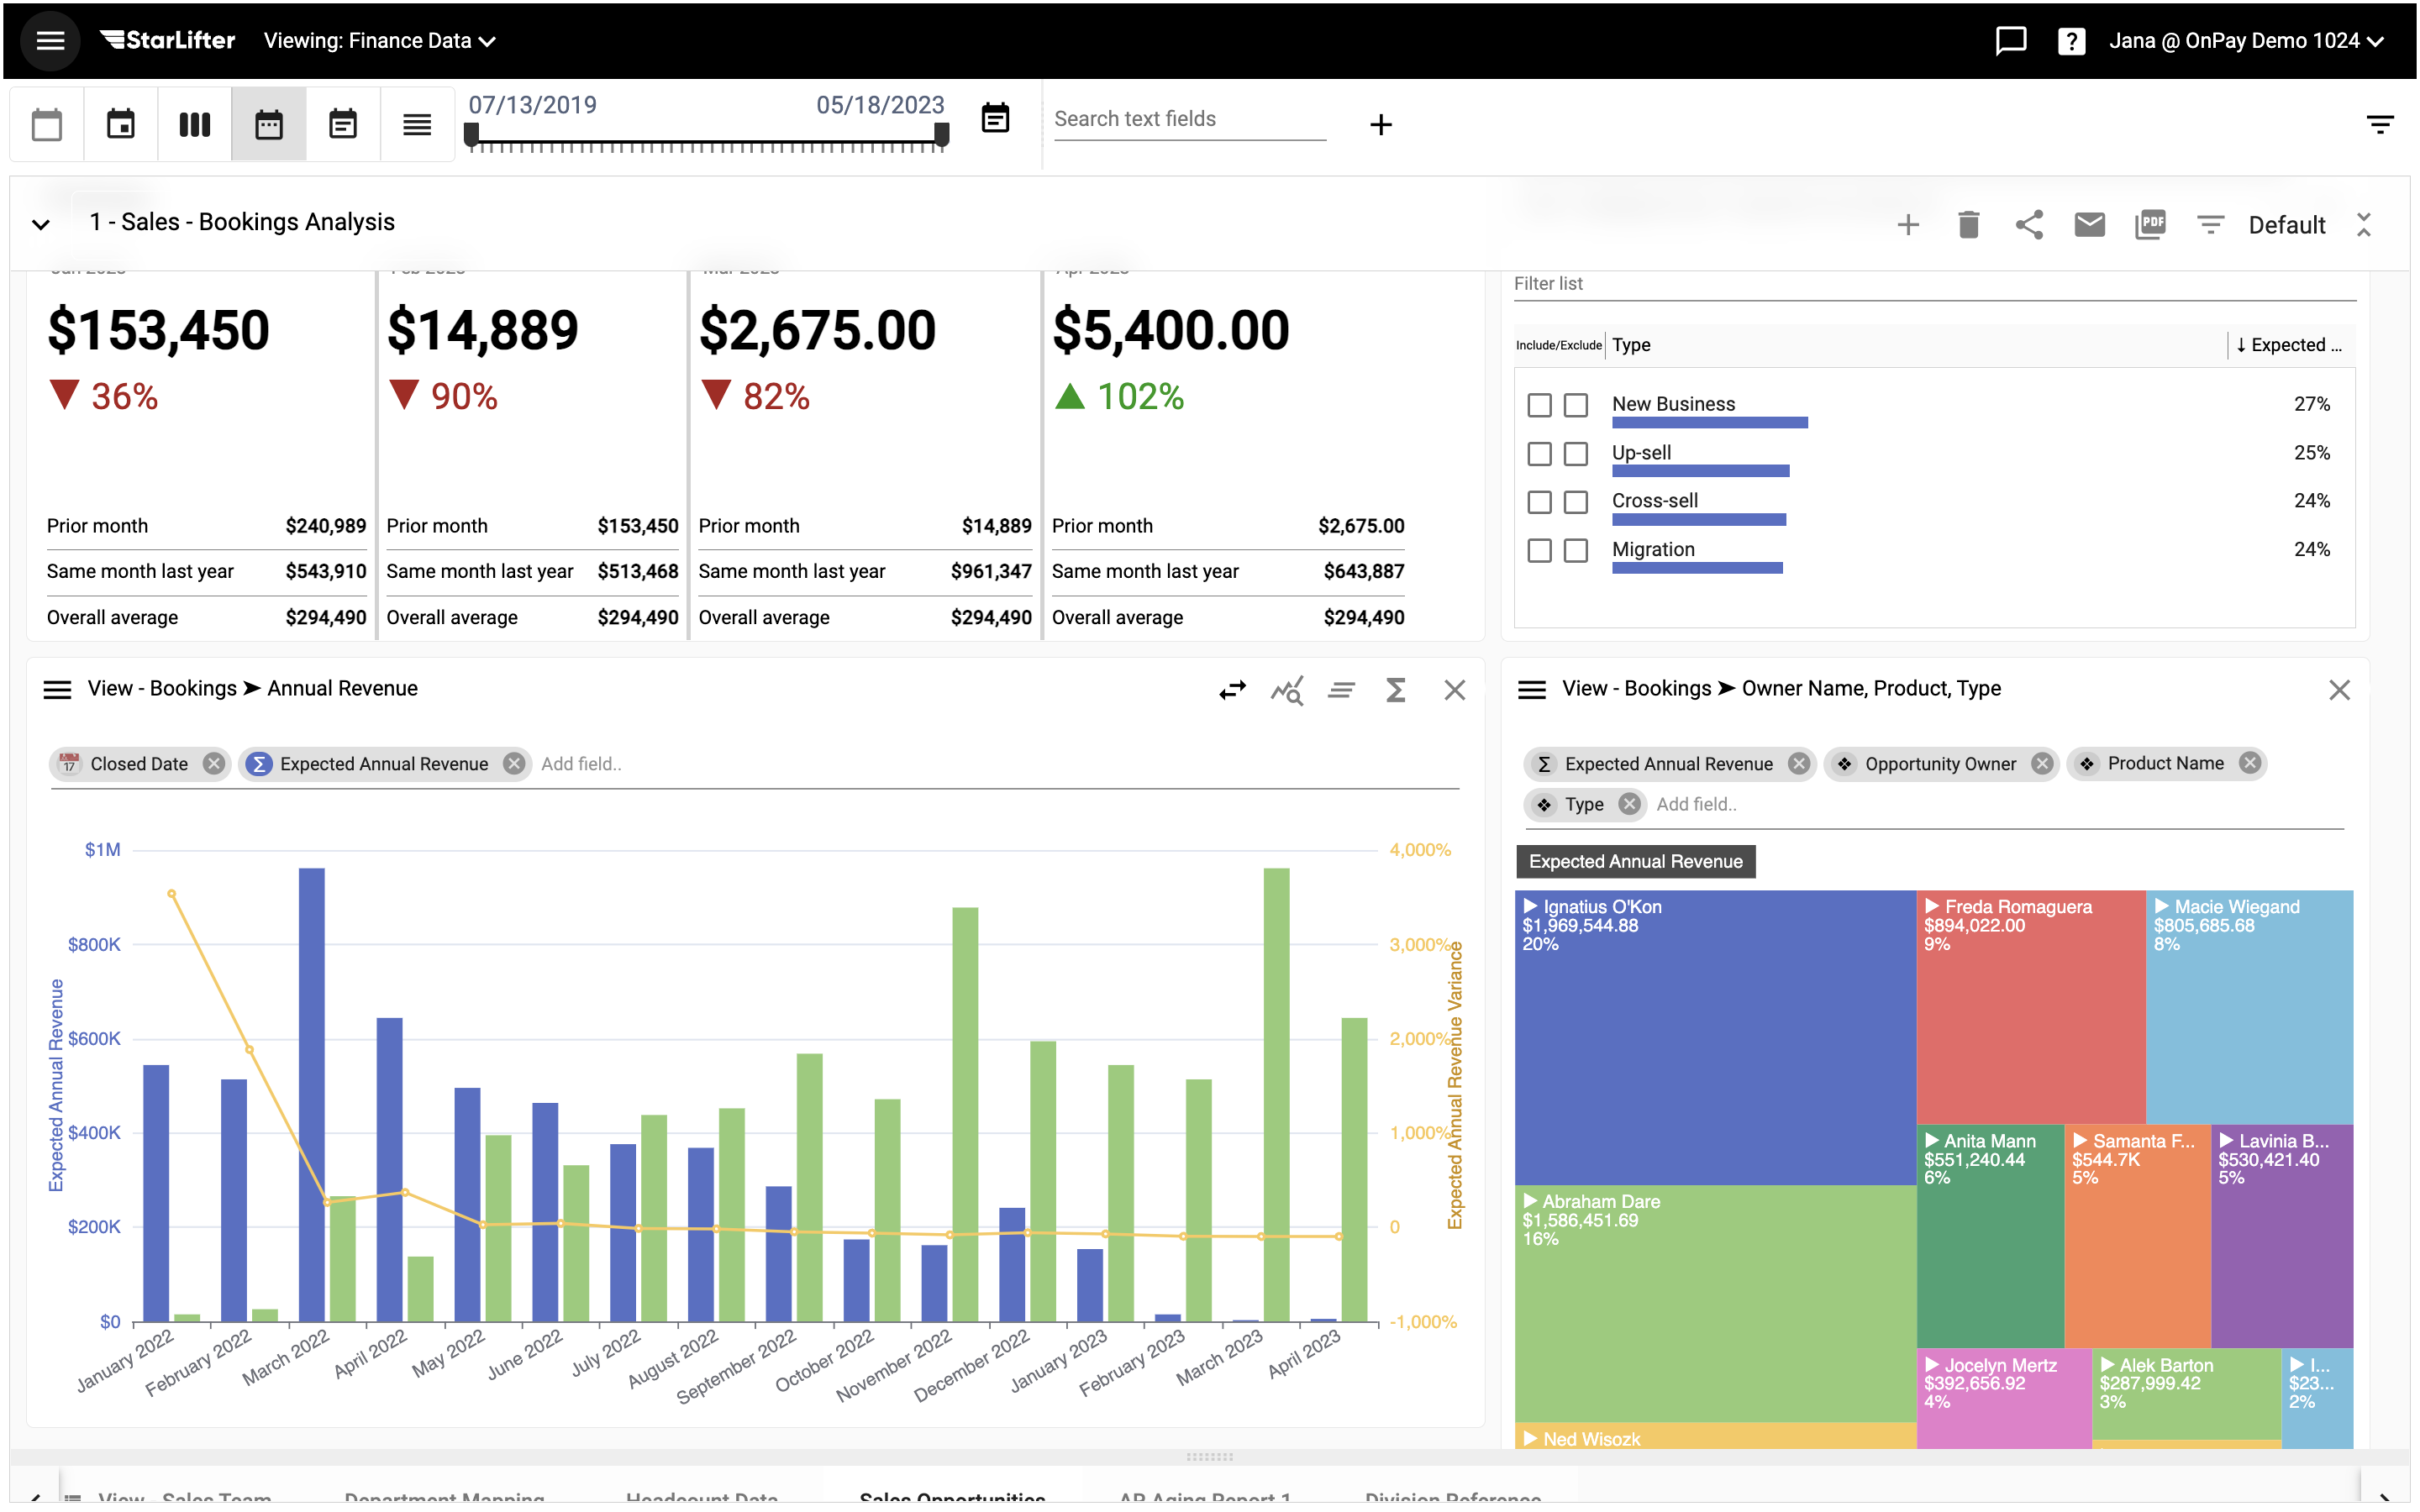 StarLifter Viewing: Finance Data
Jana @ OnPay Demo 1024
07/13/2019 05/18/2023
Search text fields
1 - Sales - Bookings Analysis
PDF
Default
$153,450
36%
Prior month $240,989
Same month last year $543,910
Overall average $294,490
$14,889
90%
Prior month $153,450
Same month last year $513,468
Overall average $294,490
$2,675.00
82%
Prior month $14,889
Same month last year $961,347
Overall average $294,490
$5,400.00
102%
Prior month $2,675.00
Same month last year $643,887
Overall average $294,490
Filter list
Include/Exclude Type ↓ Expected ...
New Business 27%
Up-sell 25%
Cross-sell 24%
Migration 24%
View - Bookings ➤ Annual Revenue
17 Closed Date Σ Expected Annual Revenue Add field..
Expected Annual Revenue
$1M
$800K
$600K
$400K
$200K
$0
4,000%
3,000%
2,000%
1,000%
0
-1,000%
Expected Annual Revenue Variance
January 2022
February 2022
March 2022
April 2022
May 2022
June 2022
July 2022
August 2022
September 2022
October 2022
November 2022
December 2022
January 2023
February 2023
March 2023
April 2023
View - Bookings ➤ Owner Name, Product, Type
Σ Expected Annual Revenue Opportunity Owner Product Name
Type Add field..
Expected Annual Revenue
Ignatius O'Kon
$1,969,544.88
20%
Freda Romaguera
$894,022.00
9%
Macie Wiegand
$805,685.68
8%
Abraham Dare
$1,586,451.69
16%
Anita Mann
$551,240.44
6%
Samanta F...
$544.7K
5%
Lavinia B...
$530,421.40
5%
Jocelyn Mertz
$392,656.92
4%
Alek Barton
$287,999.42
3%
I...
$23...
2%
Ned Wisozk
View - Sales Team Department Mapping Headcount Data Sales Opportunities AP Aging Report 1 Division Reference